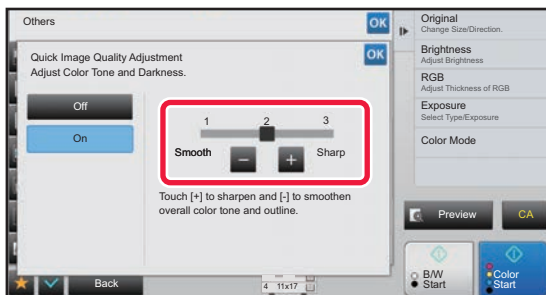 Others
OK
Quick Image Quality Adjustment
Adjust Color Tone and Darkness.
OK
Off
On
1 2 3
Smooth - + Sharp
Touch [+] to sharpen and [-] to smoothen
overall color tone and outline.
Back
4 11x17
Original
Change Size/Direction.
Brightness
Adjust Brightness
RGB
Adjust Thickness of RGB
Exposure
Select Type/Exposure
Color Mode
Preview
CA
B/W
Start
Color
Start